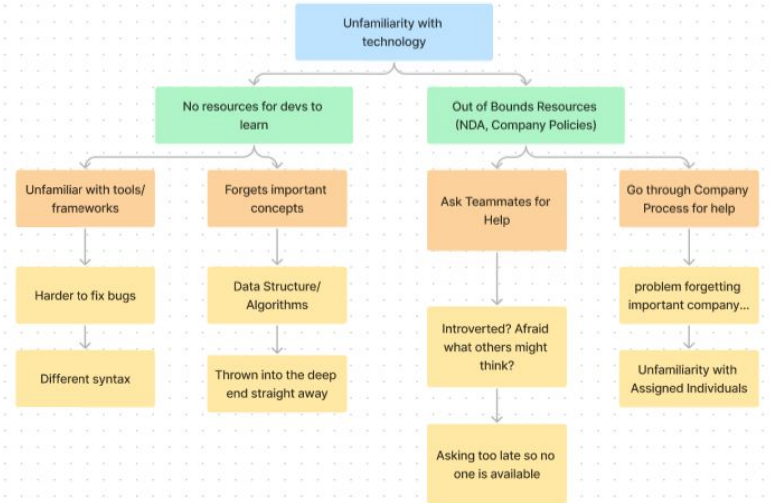 Unfamiliarity with
technology
No resources for devs to
learn
Out of Bounds Resources
(NDA, Company Policies)
Unfamiliar with tools/
frameworks
Forgets important
concepts
Ask Teammates for
Help
Go through Company
Process for help
Harder to fix bugs
Data Structure/
Algorithms
Introverted? Afraid
what others might
think?
problem forgetting
important company...
Different syntax
Thrown into the deep
end straight away
Asking too late so no
one is available
Unfamiliarity with
Assigned Individuals